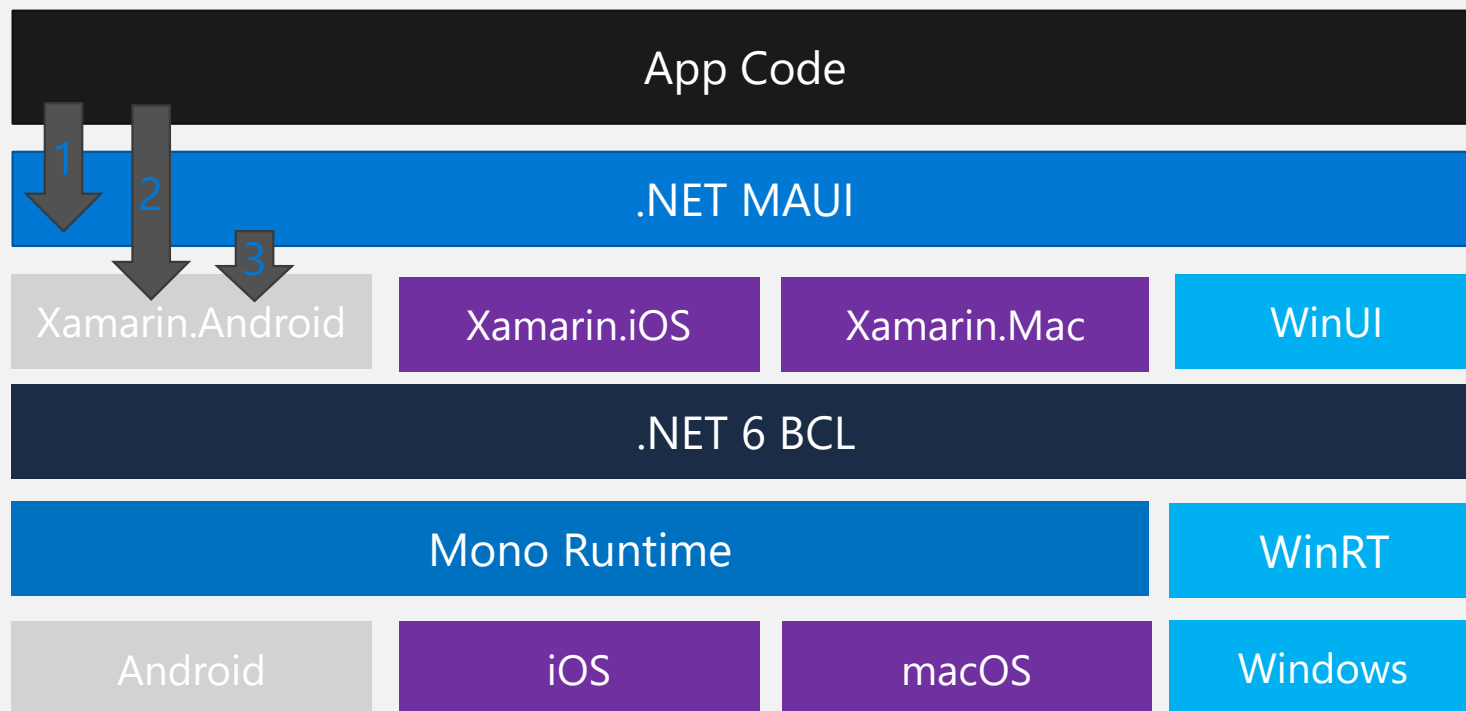 App Code
1
2
.NET MAUI
3
Xamarin.Android
Xamarin.iOS
Xamarin.Mac
WinUI
.NET 6 BCL
Mono Runtime
WinRT
Android
iOS
macOS
Windows